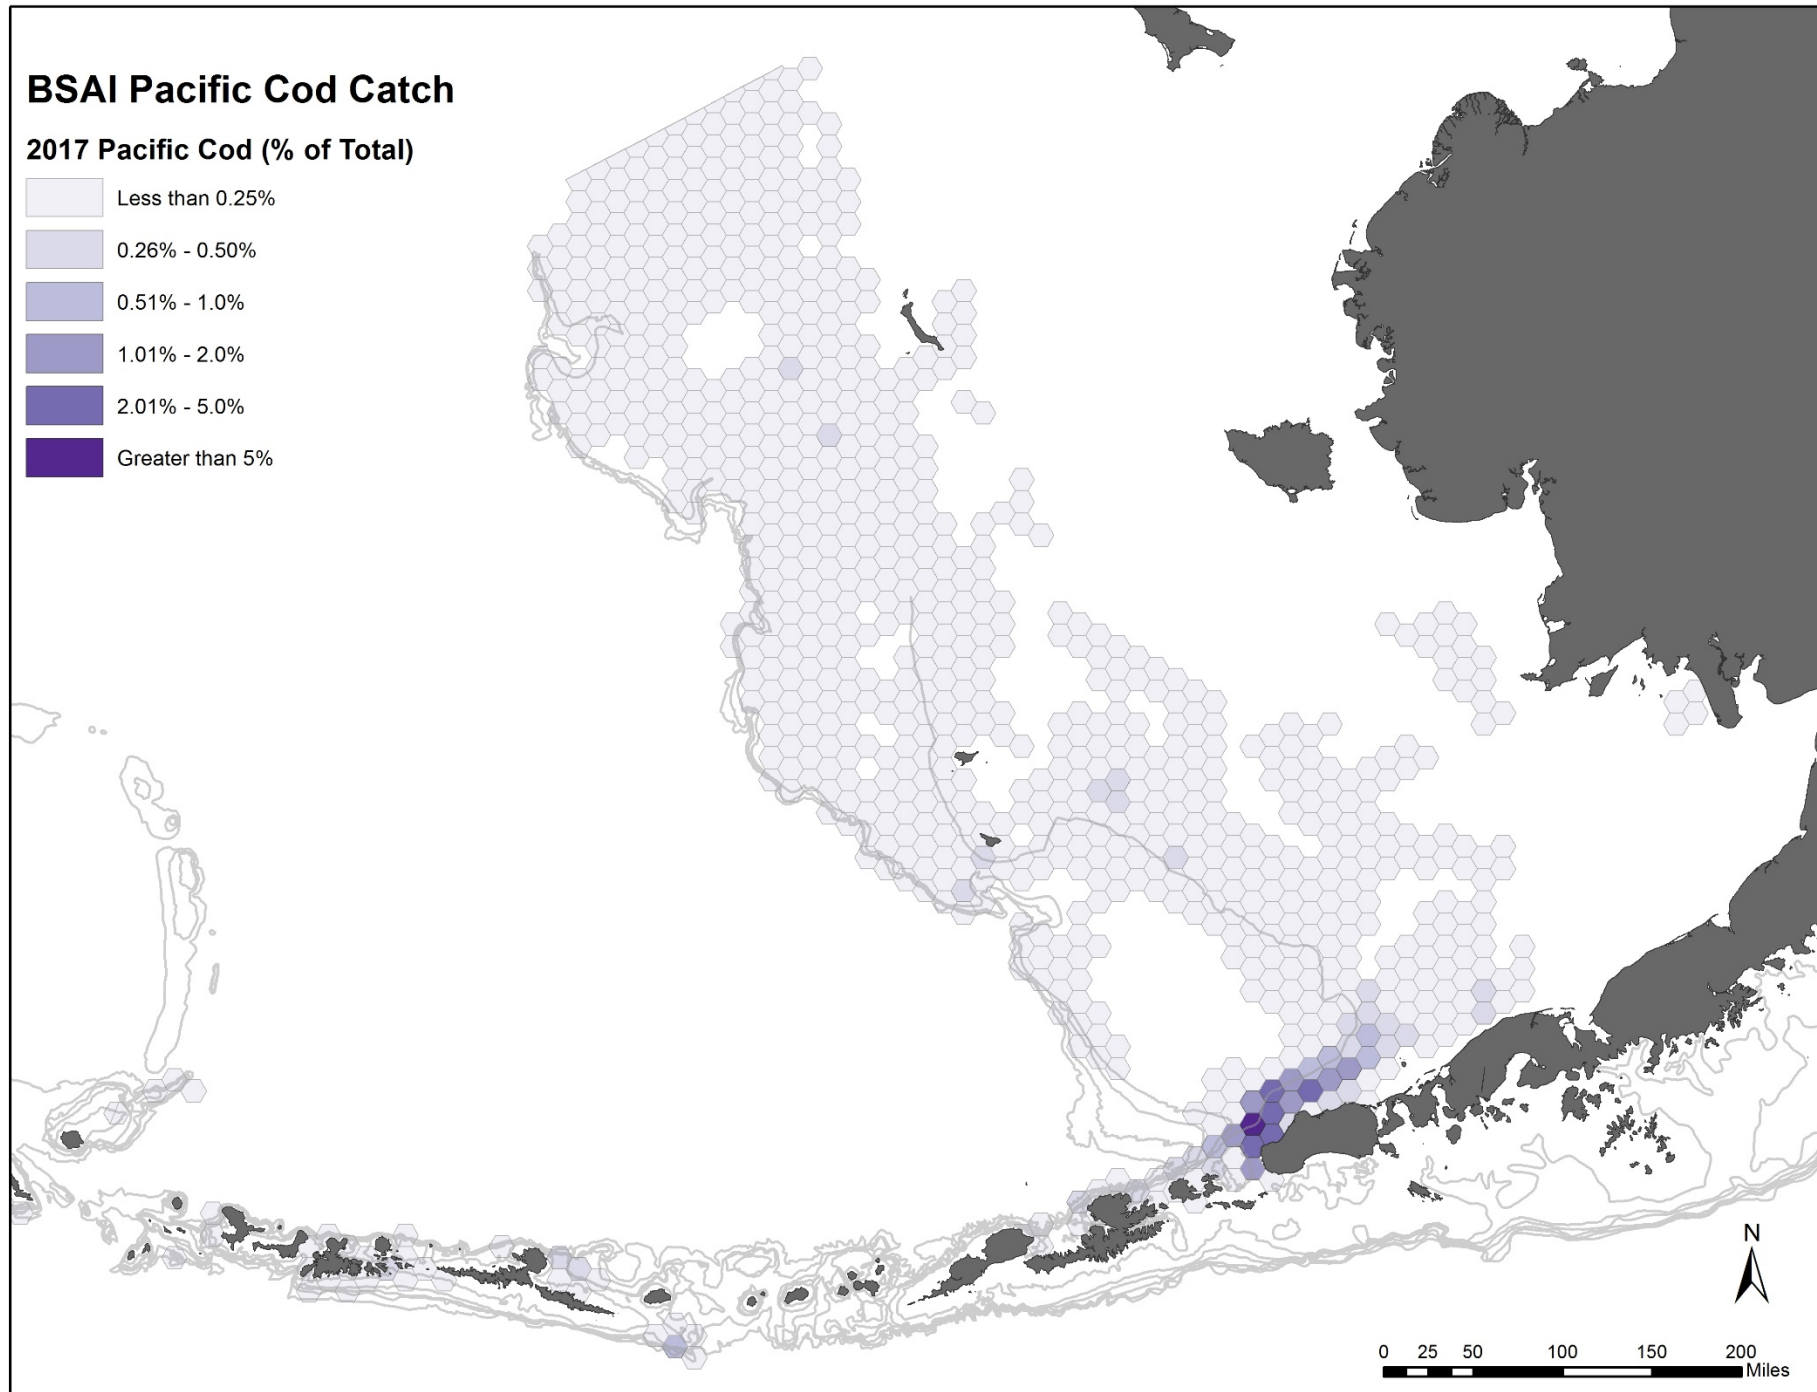 BSAI Pacific Cod Catch
2017 Pacific Cod (% of Total)
Less than 0.25%
0.26% - 0.50%
0.51% - 1.0%
1.01% - 2.0%
2.01% - 5.0%
Greater than 5%
N
0 25 50 100 150 200
Miles